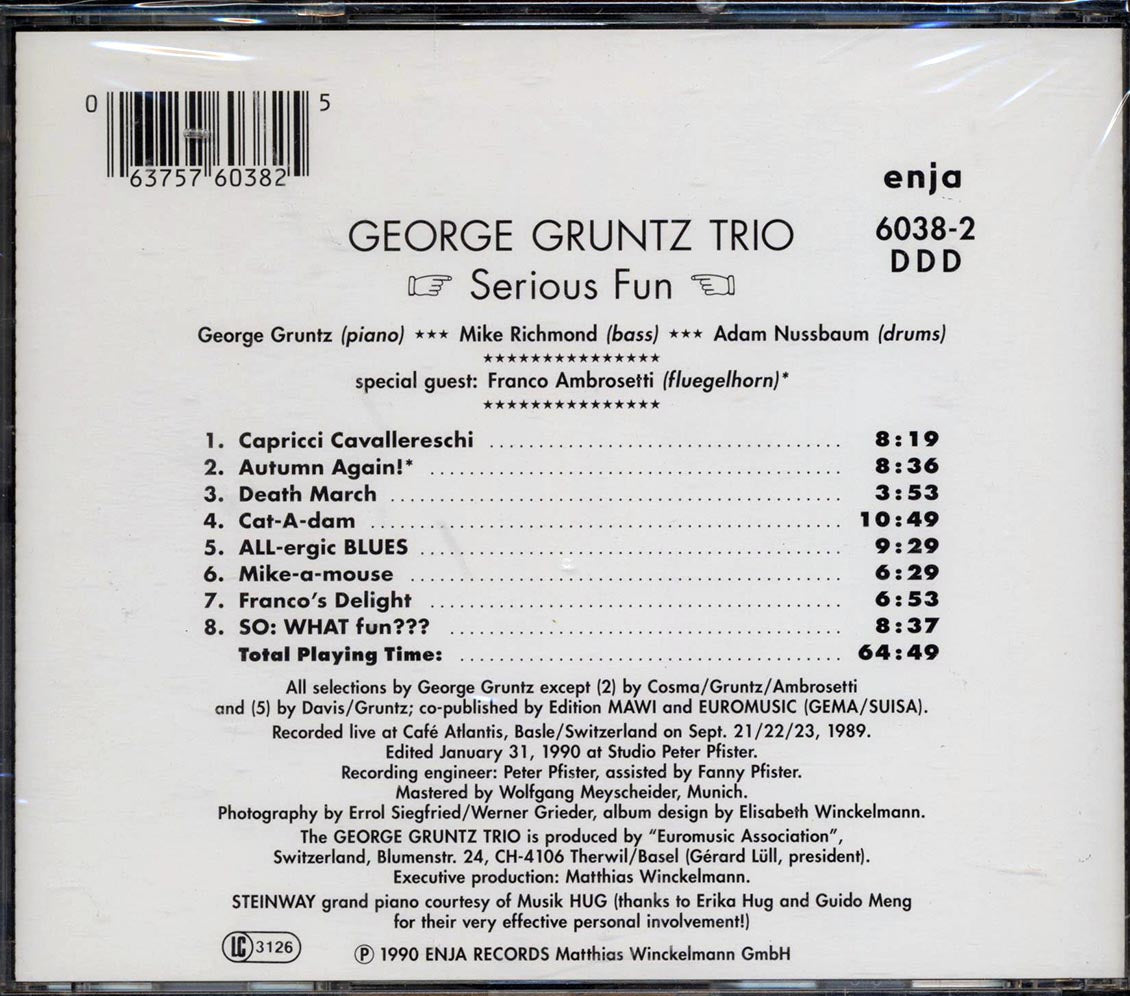 0 63757 60382 5
enja
6038-2
DDD
GEORGE GRUNTZ TRIO
Serious Fun
George Gruntz (piano) *** Mike Richmond (bass) *** Adam Nussbaum (drums)
***************
special guest: Franco Ambrosetti (fluegelhorn)*
***************
1. Capricci Cavallereschi 8:19
2. Autumn Again!* 8:36
3. Death March 3:53
4. Cat-A-dam 10:49
5. ALL-ergic BLUES 9:29
6. Mike-a-mouse 6:29
7. Franco's Delight 6:53
8. SO: WHAT fun??? 8:37
Total Playing Time: 64:49
All selections by George Gruntz except (2) by Cosma/Gruntz/Ambrosetti
and (5) by Davis/Gruntz; co-published by Edition MAWI and EUROMUSIC (GEMA/SUISA).
Recorded live at Café Atlantis, Basle/Switzerland on Sept. 21/22/23, 1989.
Edited January 31, 1990 at Studio Peter Pfister.
Recording engineer: Peter Pfister, assisted by Fanny Pfister.
Mastered by Wolfgang Meyscheider, Munich.
Photography by Errol Siegfried/Werner Grieder, album design by Elisabeth Winckelmann.
The GEORGE GRUNTZ TRIO is produced by "Euromusic Association",
Switzerland, Blumenstr. 24, CH-4106 Therwil/Basel (Gérard Lüll, president).
Executive production: Matthias Winckelmann.
STEINWAY grand piano courtesy of Musik HUG (thanks to Erika Hug and Guido Meng
for their very effective personal involvement!)
LC 3126
℗ 1990 ENJA RECORDS Matthias Winckelmann GmbH